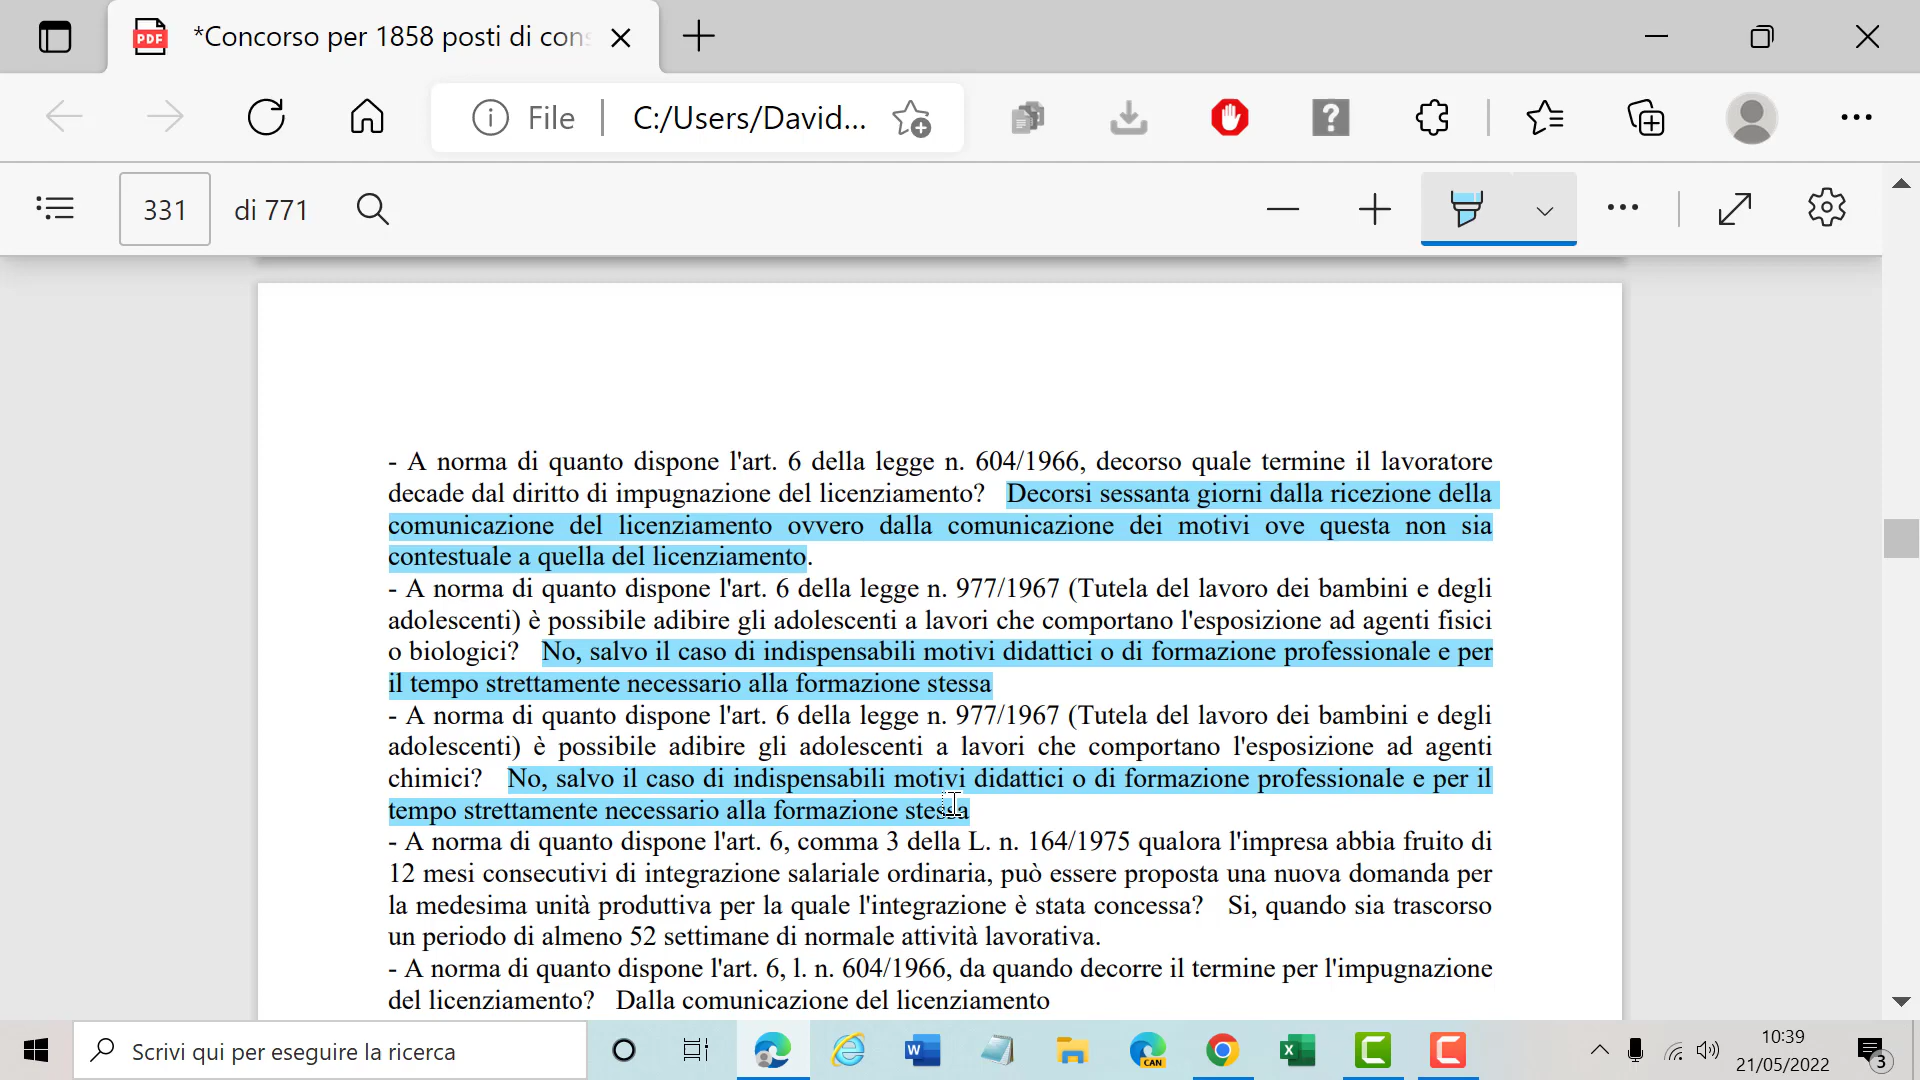 *Concorso per 1858 posti di con
File
C:/Users/David...
331
di 771
- A norma di quanto dispone l'art. 6 della legge n. 604/1966, decorso quale termine il lavoratore
decade dal diritto di impugnazione del licenziamento? Decorsi sessanta giorni dalla ricezione della
comunicazione del licenziamento ovvero dalla comunicazione dei motivi ove questa non sia
contestuale a quella del licenziamento.
- A norma di quanto dispone l'art. 6 della legge n. 977/1967 (Tutela del lavoro dei bambini e degli
adolescenti) è possibile adibire gli adolescenti a lavori che comportano l'esposizione ad agenti fisici
o biologici? No, salvo il caso di indispensabili motivi didattici o di formazione professionale e per
il tempo strettamente necessario alla formazione stessa
- A norma di quanto dispone l'art. 6 della legge n. 977/1967 (Tutela del lavoro dei bambini e degli
adolescenti) è possibile adibire gli adolescenti a lavori che comportano l'esposizione ad agenti
chimici? No, salvo il caso di indispensabili motivi didattici o di formazione professionale e per il
tempo strettamente necessario alla formazione stessa
- A norma di quanto dispone l'art. 6, comma 3 della L. n. 164/1975 qualora l'impresa abbia fruito di
12 mesi consecutivi di integrazione salariale ordinaria, può essere proposta una nuova domanda per
la medesima unità produttiva per la quale l'integrazione è stata concessa? Si, quando sia trascorso
un periodo di almeno 52 settimane di normale attività lavorativa.
- A norma di quanto dispone l'art. 6, l. n. 604/1966, da quando decorre il termine per l'impugnazione
del licenziamento? Dalla comunicazione del licenziamento
Scrivi qui per eseguire la ricerca
10:39
21/05/2022
3
PDF
CAN